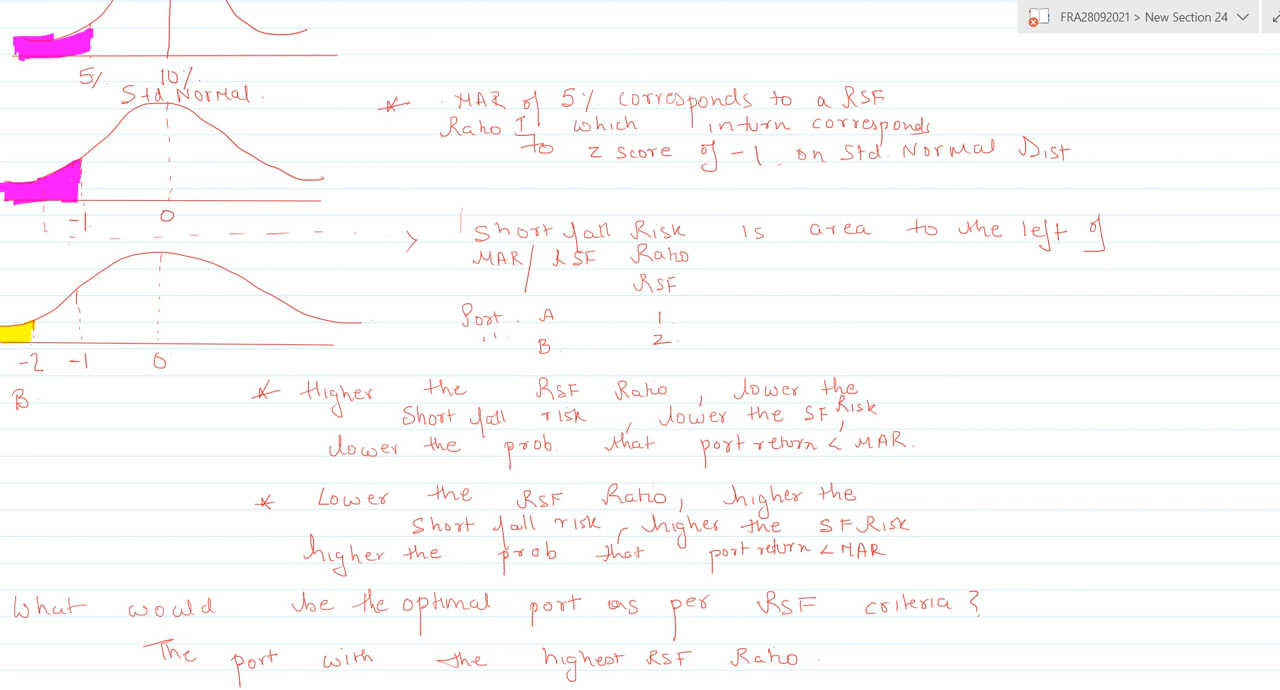 FRA28092021 > New Section 24
5% 10%
Std Normal.
* MAR of 5% corresponds to a RSF
Ratio 1 which inturn corresponds
to z score of -1 on Std. Normal Dist
-1 0
Short fall Risk is area to the left of
MAR/ RSF Ratio
RSF
Port. A 1
" B 2
-2 -1 0
B
* Higher the RSF Ratio, lower the
Short fall risk, lower the SF Risk,
lower the prob. that port return < MAR.
* Lower the RSF Ratio, higher the
Short fall risk, higher the SF Risk
higher the prob that port return < MAR
What would be the optimal port as per RSF criteria?
The port with the highest RSF Ratio.